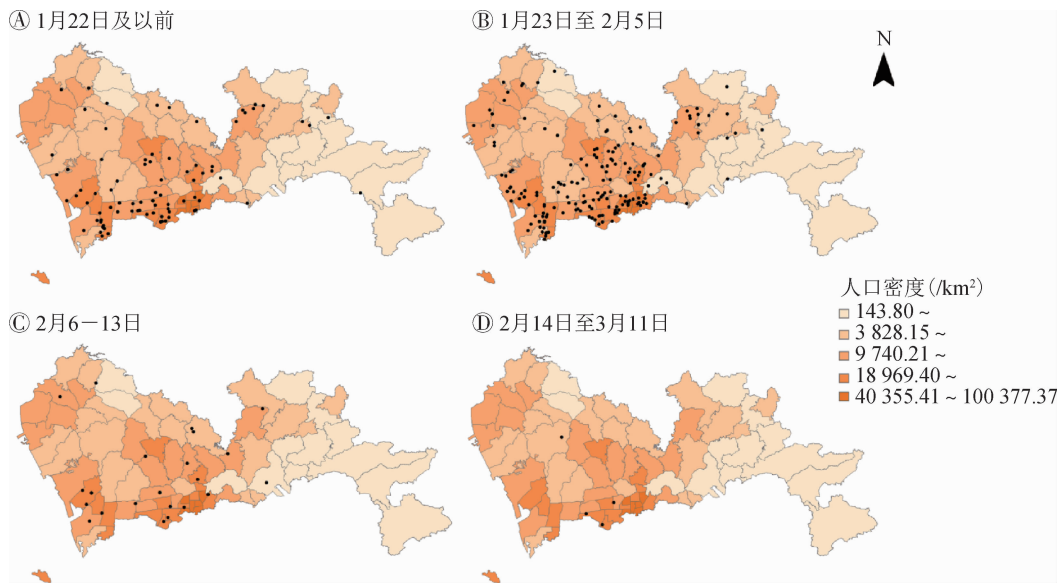 Ⓐ 1月22日及以前
Ⓑ 1月23日至 2月5日
N
人口密度(/km²)
143.80～
3 828.15～
9 740.21～
18 969.40～
40 355.41～100 377.37
Ⓒ 2月6－13日
Ⓓ 2月14日至3月11日